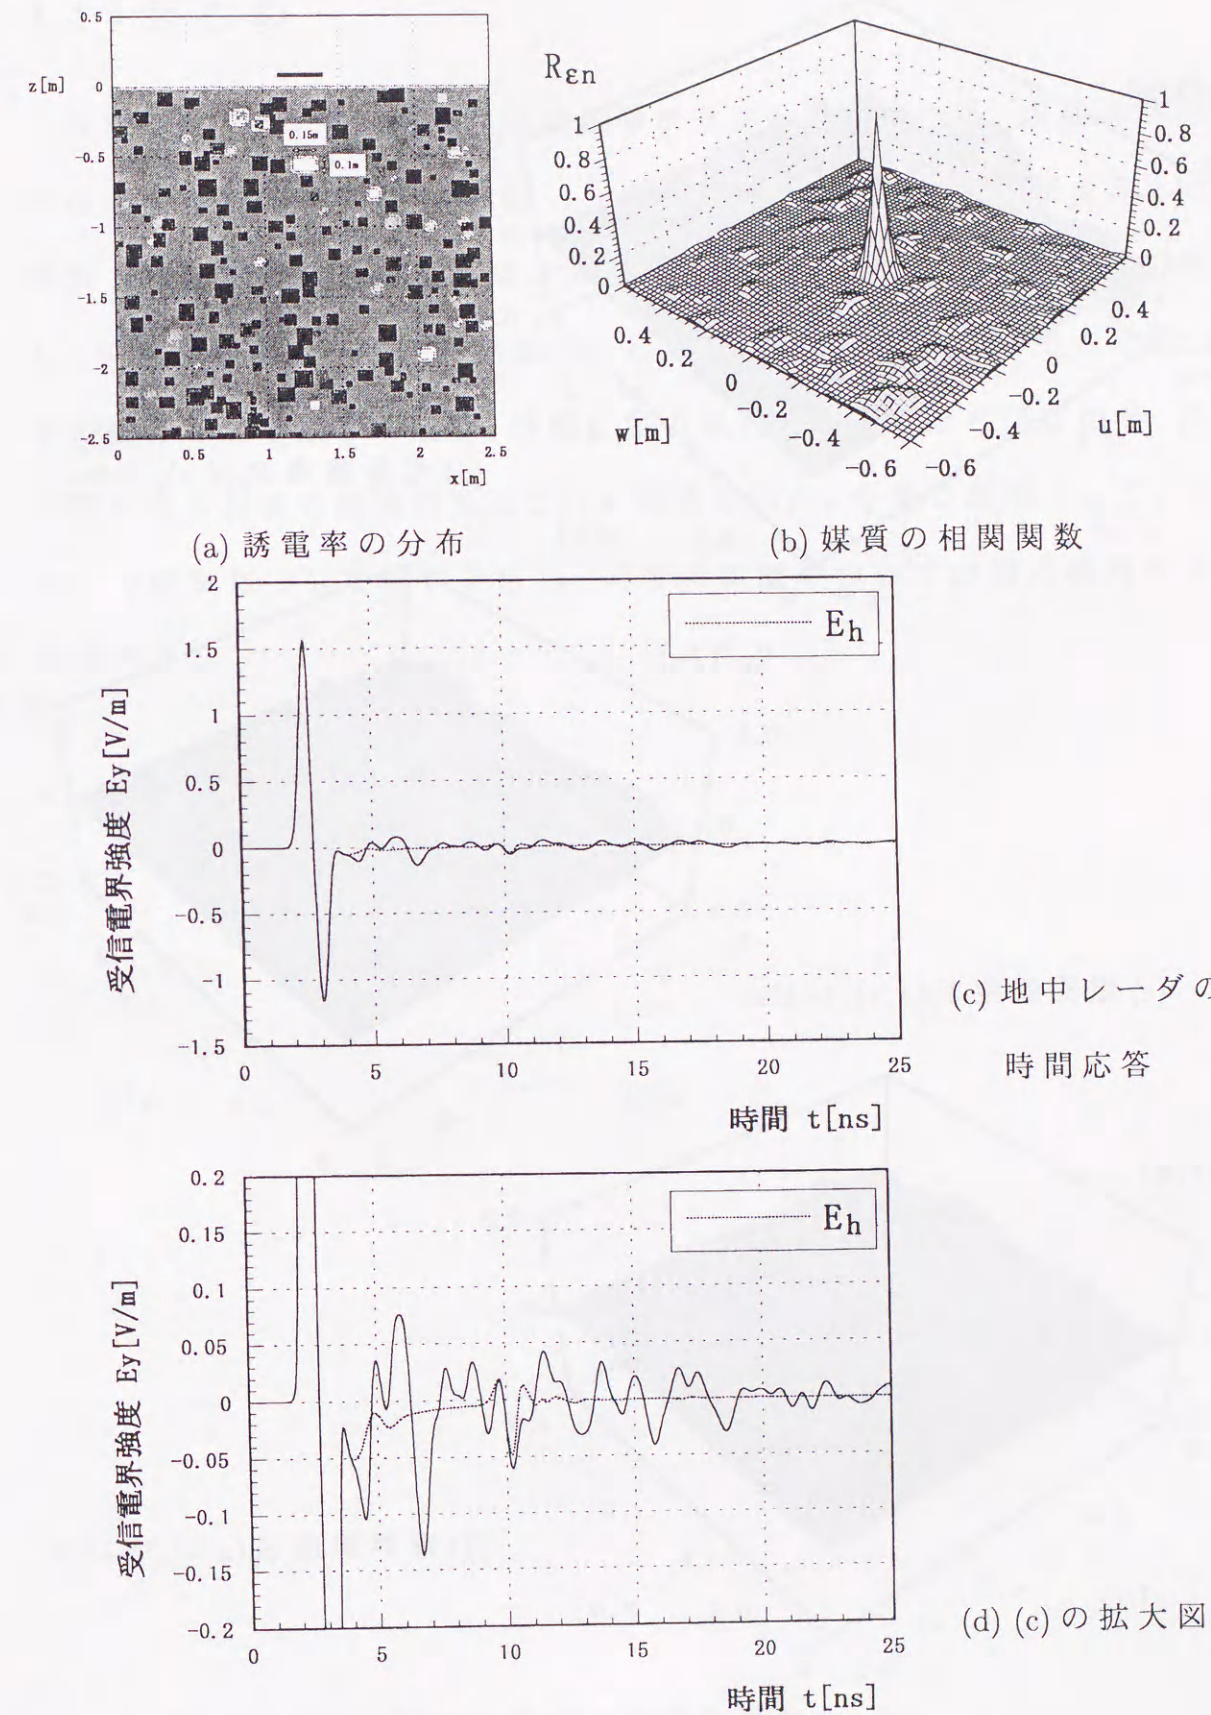 0.5
z[m]
0
-0.5
-1
-1.5
-2
-2.5
0.15m
0.1m
0 0.5 1 1.5 2 2.5
x[m]
(a) 誘電率の分布
Rεn
1
0.8
0.6
0.4
0.2
0
1
0.8
0.6
0.4
0.2
0
0.4
0.2
0
-0.2
-0.4
-0.6
w[m]
0.4
0.2
0
-0.2
-0.4
-0.6
u[m]
(b) 媒質の相関関数
2
1.5
1
0.5
0
-0.5
-1
-1.5
受信電界強度 Ey[V/m]
Eh
0 5 10 15 20 25
時間 t[ns]
(c) 地中レーダの
時間応答
0.2
0.15
0.1
0.05
0
-0.05
-0.1
-0.15
-0.2
受信電界強度 Ey[V/m]
Eh
0 5 10 15 20 25
時間 t[ns]
(d) (c)の拡大図